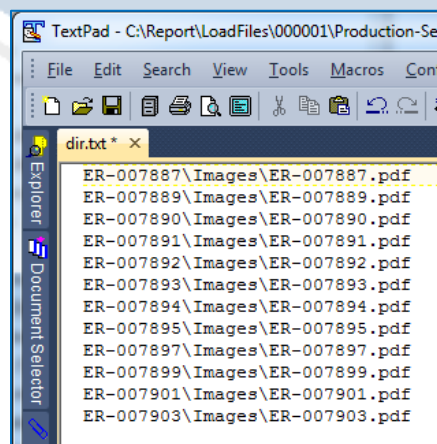 TextPad - C:\Report\LoadFiles\000001\Production-Se
File Edit Search View Tools Macros Con
dir.txt * ×
Explorer
Document Selector
ER-007887\Images\ER-007887.pdf
ER-007889\Images\ER-007889.pdf
ER-007890\Images\ER-007890.pdf
ER-007891\Images\ER-007891.pdf
ER-007892\Images\ER-007892.pdf
ER-007893\Images\ER-007893.pdf
ER-007894\Images\ER-007894.pdf
ER-007895\Images\ER-007895.pdf
ER-007897\Images\ER-007897.pdf
ER-007899\Images\ER-007899.pdf
ER-007901\Images\ER-007901.pdf
ER-007903\Images\ER-007903.pdf